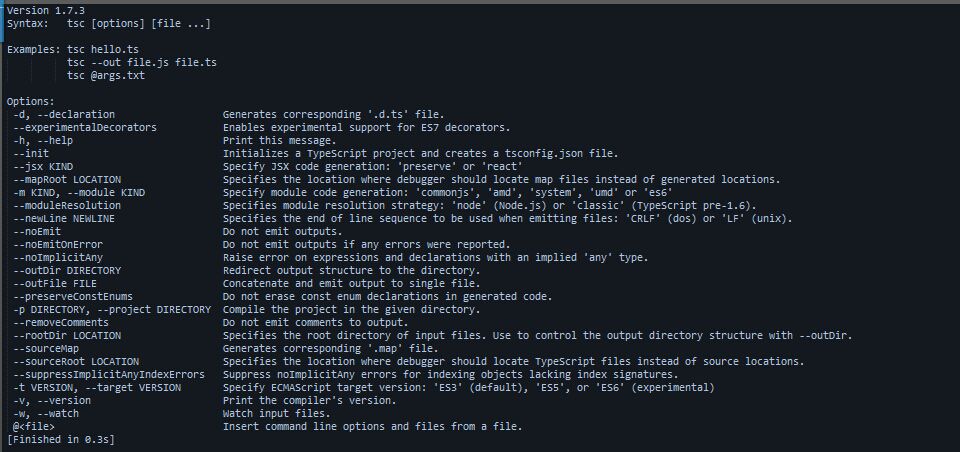 Version 1.7.3
Syntax:   tsc [options] [file ...]

Examples: tsc hello.ts
          tsc --out file.js file.ts
          tsc @args.txt

Options:
 -d, --declaration                  Generates corresponding '.d.ts' file.
 --experimentalDecorators           Enables experimental support for ES7 decorators.
 -h, --help                         Print this message.
 --init                             Initializes a TypeScript project and creates a tsconfig.json file.
 --jsx KIND                         Specify JSX code generation: 'preserve' or 'react'
 --mapRoot LOCATION                 Specifies the location where debugger should locate map files instead of generated locations.
 -m KIND, --module KIND             Specify module code generation: 'commonjs', 'amd', 'system', 'umd' or 'es6'
 --moduleResolution                 Specifies module resolution strategy: 'node' (Node.js) or 'classic' (TypeScript pre-1.6).
 --newLine NEWLINE                  Specifies the end of line sequence to be used when emitting files: 'CRLF' (dos) or 'LF' (unix).
 --noEmit                           Do not emit outputs.
 --noEmitOnError                    Do not emit outputs if any errors were reported.
 --noImplicitAny                    Raise error on expressions and declarations with an implied 'any' type.
 --outDir DIRECTORY                 Redirect output structure to the directory.
 --outFile FILE                     Concatenate and emit output to single file.
 --preserveConstEnums               Do not erase const enum declarations in generated code.
 -p DIRECTORY, --project DIRECTORY  Compile the project in the given directory.
 --removeComments                   Do not emit comments to output.
 --rootDir LOCATION                 Specifies the root directory of input files. Use to control the output directory structure with --outDir.
 --sourceMap                        Generates corresponding '.map' file.
 --sourceRoot LOCATION              Specifies the location where debugger should locate TypeScript files instead of source locations.
 --suppressImplicitAnyIndexErrors   Suppress noImplicitAny errors for indexing objects lacking index signatures.
 -t VERSION, --target VERSION       Specify ECMAScript target version: 'ES3' (default), 'ES5', or 'ES6' (experimental)
 -v, --version                      Print the compiler's version.
 -w, --watch                        Watch input files.
 @<file>                            Insert command line options and files from a file.
[Finished in 0.3s]